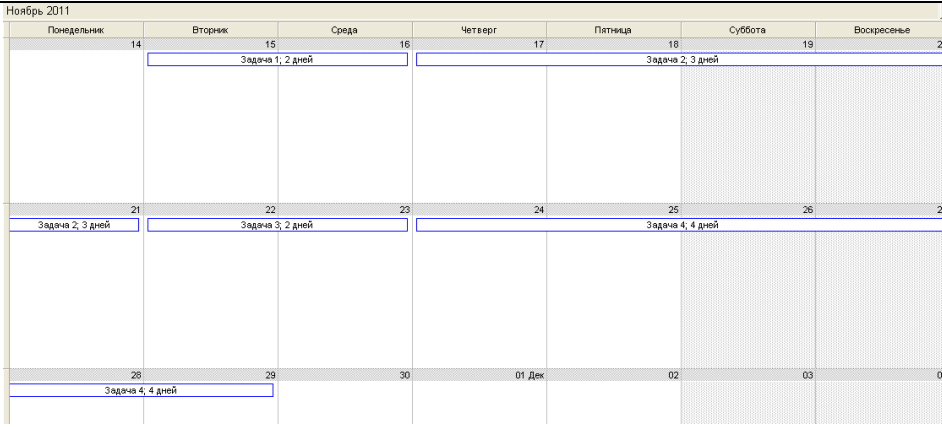 Ноябрь 2011
Понедельник Вторник Среда Четверг Пятница Суббота Воскресенье
14 15 16 17 18 19
Задача 1; 2 дней Задача 2; 3 дней
21 22 23 24 25 26
Задача 2; 3 дней Задача 3; 2 дней Задача 4; 4 дней
28 29 30 01 Дек 02 03
Задача 4; 4 дней